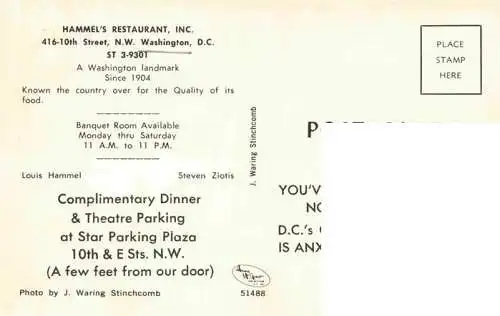 HAMMEL'S RESTAURANT, INC.
416-10th Street, N.W. Washington, D.C.
ST 3-9301
A Washington landmark
Since 1904
Known the country over for the Quality of its
food.
Banquet Room Available
Monday thru Saturday
11 A.M. to 11 P.M.
Louis Hammel Steven Ziotis
Complimentary Dinner
& Theatre Parking
at Star Parking Plaza
10th & E Sts. N.W.
(A few feet from our door)
Photo by J. Waring Stinchcomb
J. Waring Stinchcomb
51488
PLACE
STAMP
HERE
YOU'V
NO
D.C.'s
IS ANX